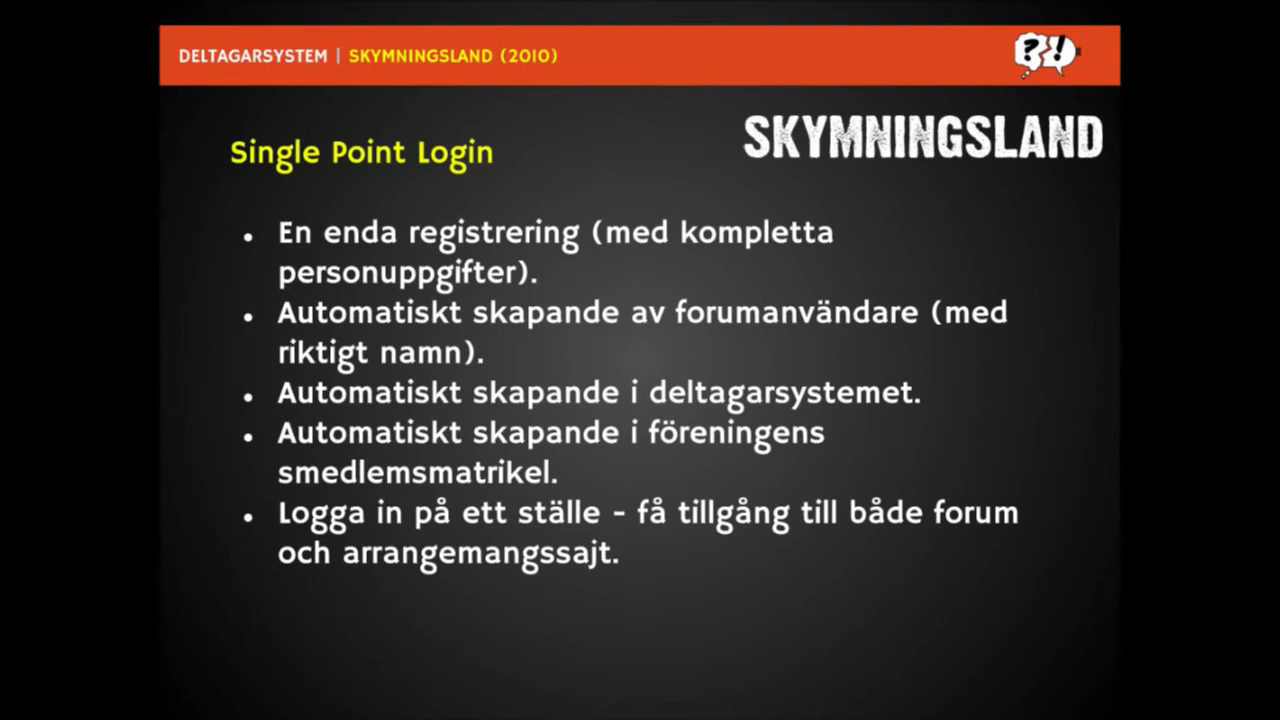 DELTAGARSYSTEM | SKYMNINGSLAND (2010)
?!
SKYMNINGSLAND
Single Point Login
• En enda registrering (med kompletta
personuppgifter).
• Automatiskt skapande av forumanvändare (med
riktigt namn).
• Automatiskt skapande i deltagarsystemet.
• Automatiskt skapande i föreningens
smedlemsmatrikel.
• Logga in på ett ställe - få tillgång till både forum
och arrangemangssajt.